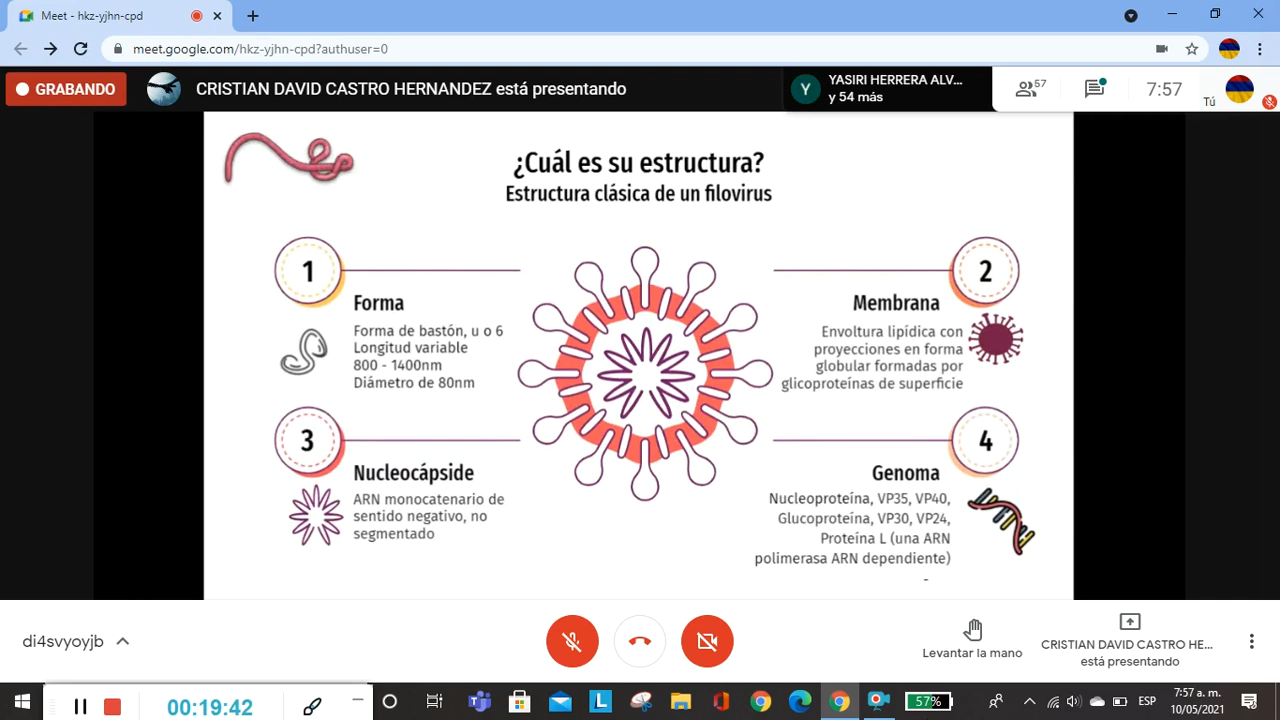 Meet - hkz-yjhn-cpd
meet.google.com/hkz-yjhn-cpd?authuser=0
GRABANDO
CRISTIAN DAVID CASTRO HERNANDEZ está presentando
Y
YASIRI HERRERA ALV...
y 54 más
57
7:57
Tú
¿Cuál es su estructura?
Estructura clásica de un filovirus
1
Forma
Forma de bastón, u o 6
Longitud variable
800 - 1400nm
Diámetro de 80nm
2
Membrana
Envoltura lipídica con
proyecciones en forma
globular formadas por
glicoproteínas de superficie
3
Nucleocápside
ARN monocatenario de
sentido negativo, no
segmentado
4
Genoma
Nucleoproteína, VP35, VP40,
Glucoproteína, VP30, VP24,
Proteína L (una ARN
polimerasa ARN dependiente)
-
di4svyoyjb
Levantar la mano
CRISTIAN DAVID CASTRO HE...
está presentando
00:19:42
L
57%
ESP
7:57 a. m.
10/05/2021